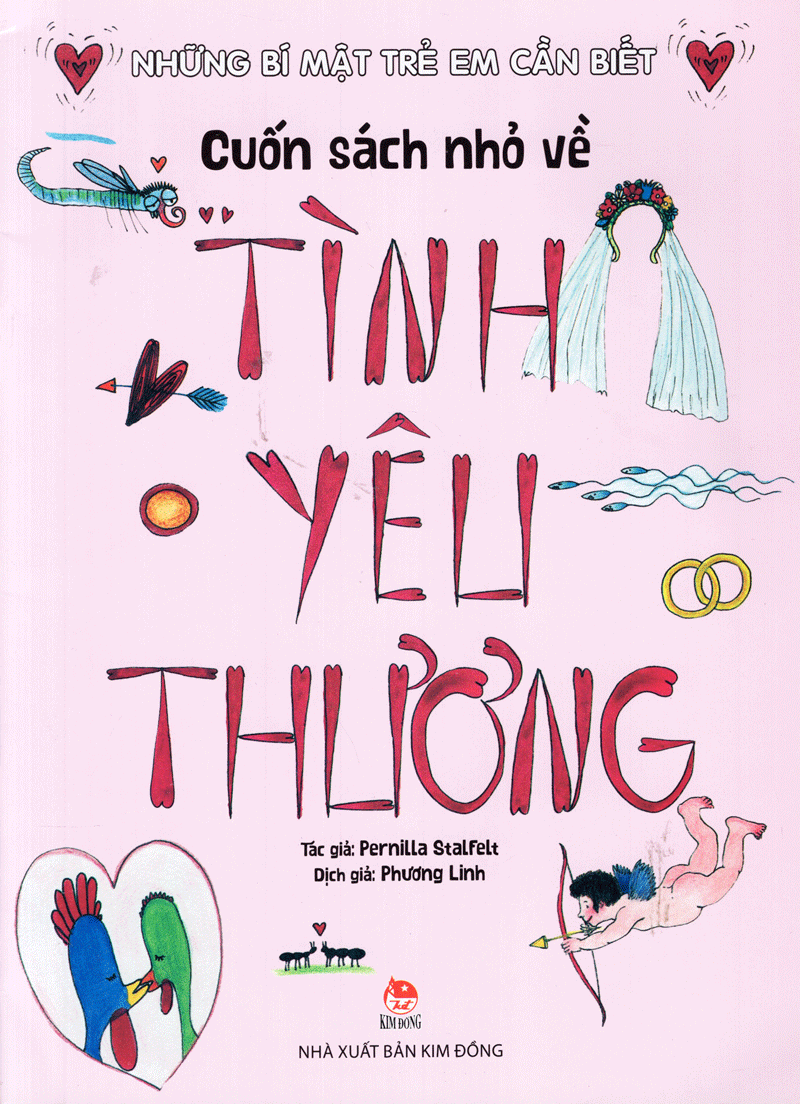 NHỮNG BÍ MẬT TRẺ EM CẦN BIẾT
Cuốn sách nhỏ về
TÌNH
YÊU
THƯƠNG
Tác giả: Pernilla Stalfelt
Dịch giả: Phương Linh
KIM ĐỒNG
NHÀ XUẤT BẢN KIM ĐỒNG